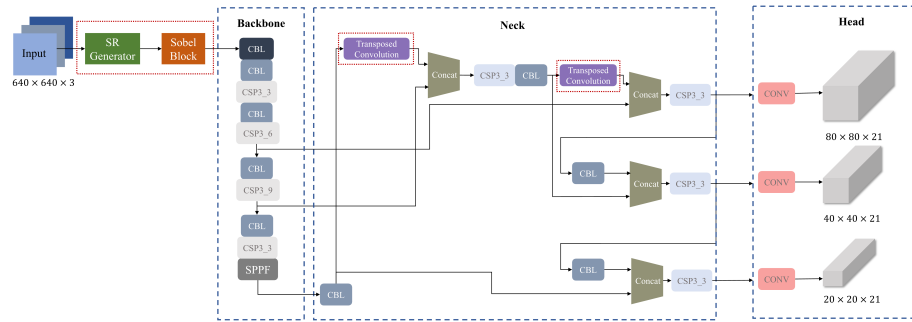 Input
640 × 640 × 3
SR
Generator
Sobel
Block
Backbone
CBL
CBL
CSP3_3
CBL
CSP3_6
CBL
CSP3_9
CBL
CSP3_3
SPPF
Neck
CBL
Transposed
Convolution
Concat
CSP3_3
CBL
Transposed
Convolution
Concat
CSP3_3
CBL
Concat
CSP3_3
CBL
Concat
CSP3_3
Head
CONV
80 × 80 × 21
CONV
40 × 40 × 21
CONV
20 × 20 × 21